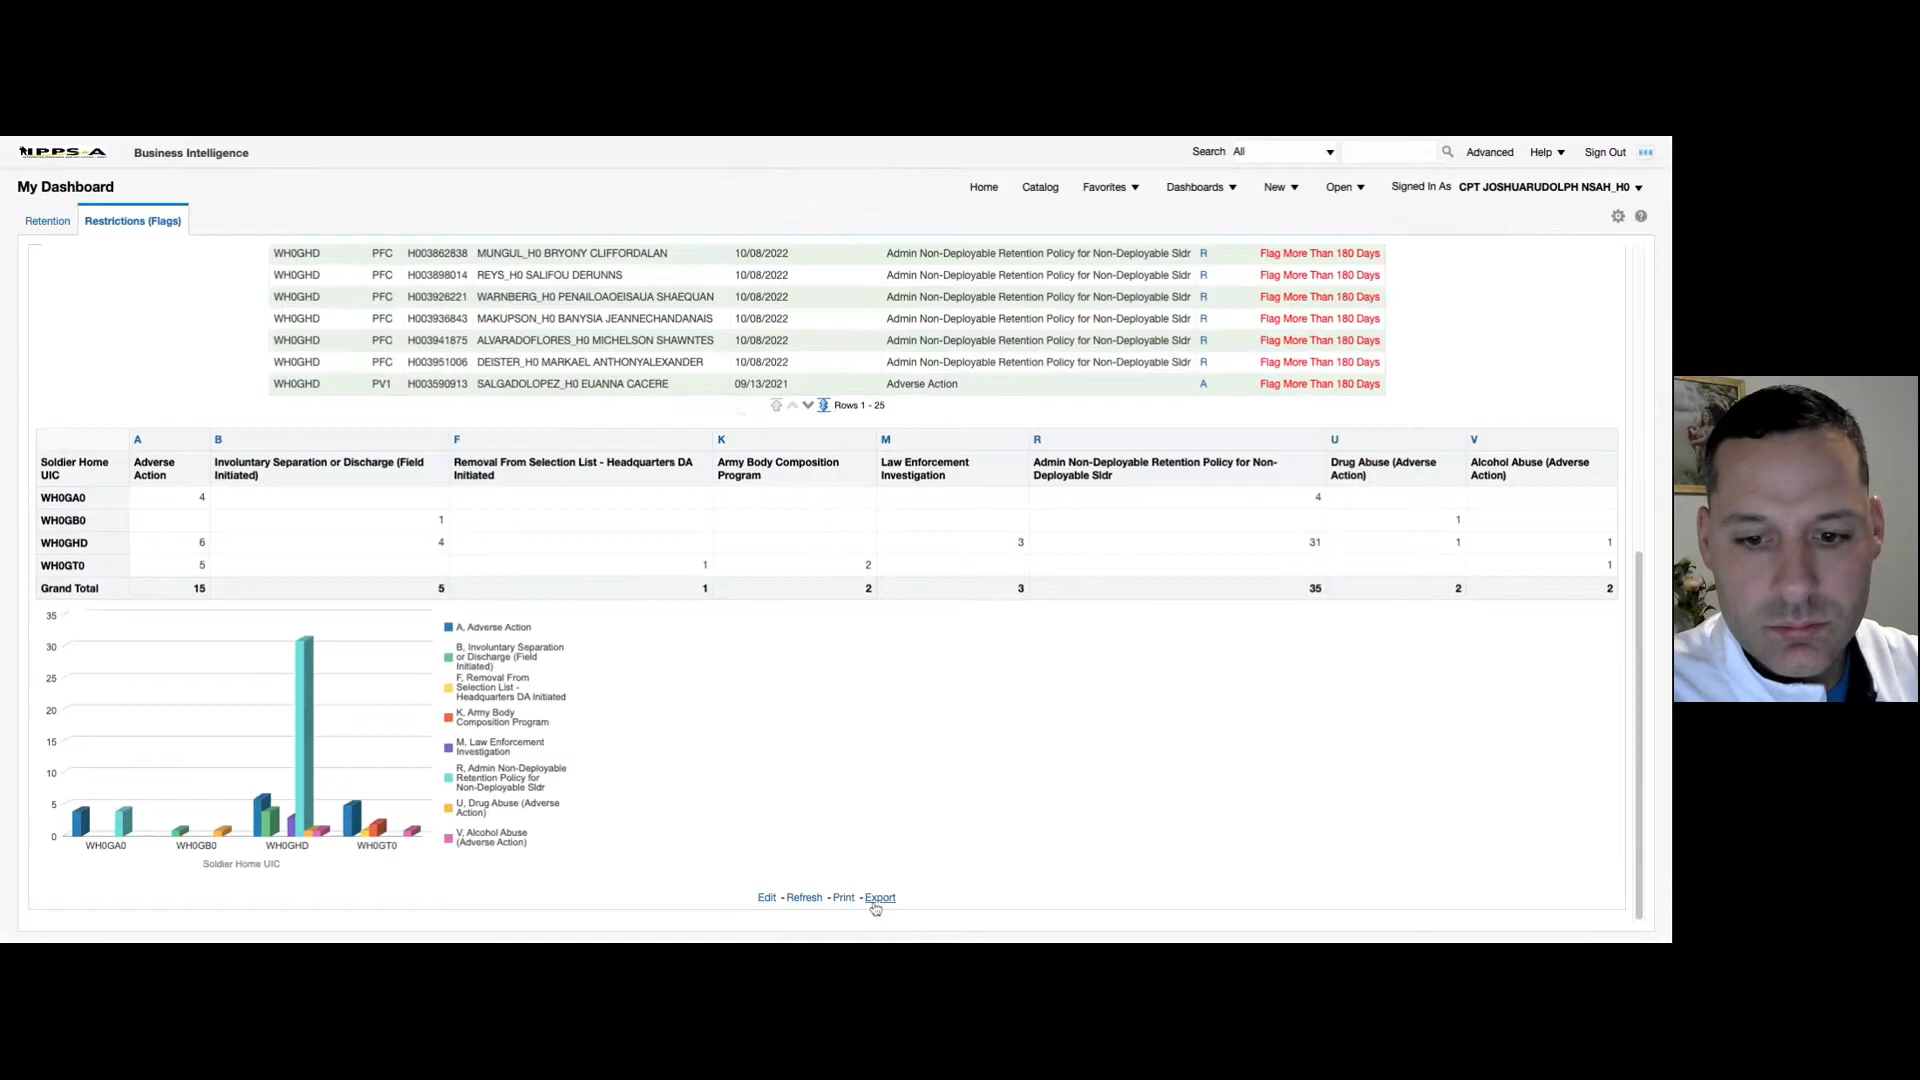 IPPS-A Business Intelligence Search All Advanced Help Sign Out
My Dashboard Home Catalog Favorites Dashboards New Open Signed In As CPT JOSHUARUDOLPH NSAH_H0
Retention Restrictions (Flags)
WH0GHD PFC H003862838 MUNGUL_H0 BRYONY CLIFFORDALAN 10/08/2022 Admin Non-Deployable Retention Policy for Non-Deployable Sldr R Flag More Than 180 Days
WH0GHD PFC H003898014 REYS_H0 SALIFOU DERUNNS 10/08/2022 Admin Non-Deployable Retention Policy for Non-Deployable Sldr R Flag More Than 180 Days
WH0GHD PFC H003926221 WARNBERG_H0 PENAILOAOEISAUA SHAEQUAN 10/08/2022 Admin Non-Deployable Retention Policy for Non-Deployable Sldr R Flag More Than 180 Days
WH0GHD PFC H003936843 MAKUPSON_H0 BANYSIA JEANNECHANDANAIS 10/08/2022 Admin Non-Deployable Retention Policy for Non-Deployable Sldr R Flag More Than 180 Days
WH0GHD PFC H003941875 ALVARADOFLORES_H0 MICHELSON SHAWNTES 10/08/2022 Admin Non-Deployable Retention Policy for Non-Deployable Sldr R Flag More Than 180 Days
WH0GHD PFC H003951006 DEISTER_H0 MARKAEL ANTHONYALEXANDER 10/08/2022 Admin Non-Deployable Retention Policy for Non-Deployable Sldr R Flag More Than 180 Days
WH0GHD PV1 H003590913 SALGADOLOPEZ_H0 EUANNA CACERE 09/13/2021 Adverse Action A Flag More Than 180 Days
Rows 1 - 25
A B F K M R U V
Soldier Home Adverse Involuntary Separation or Discharge (Field Removal From Selection List - Headquarters DA Army Body Composition Law Enforcement Admin Non-Deployable Retention Policy for Non- Drug Abuse (Adverse Alcohol Abuse (Adverse
UIC Action Initiated) Initiated Program Investigation Deployable Sldr Action) Action)
WH0GA0 4 4
WH0GB0 1 1
WH0GHD 6 4 3 31 1 1
WH0GT0 5 1 2 1
Grand Total 15 5 1 2 3 35 2 2
35
30
25
20
15
10
5
0
WH0GA0 WH0GB0 WH0GHD WH0GT0
Soldier Home UIC
A, Adverse Action
B, Involuntary Separation
or Discharge (Field
Initiated)
F, Removal From
Selection List -
Headquarters DA Initiated
K, Army Body
Composition Program
M, Law Enforcement
Investigation
R, Admin Non-Deployable
Retention Policy for
Non-Deployable Sldr
U, Drug Abuse (Adverse
Action)
V, Alcohol Abuse
(Adverse Action)
Edit - Refresh - Print - Export